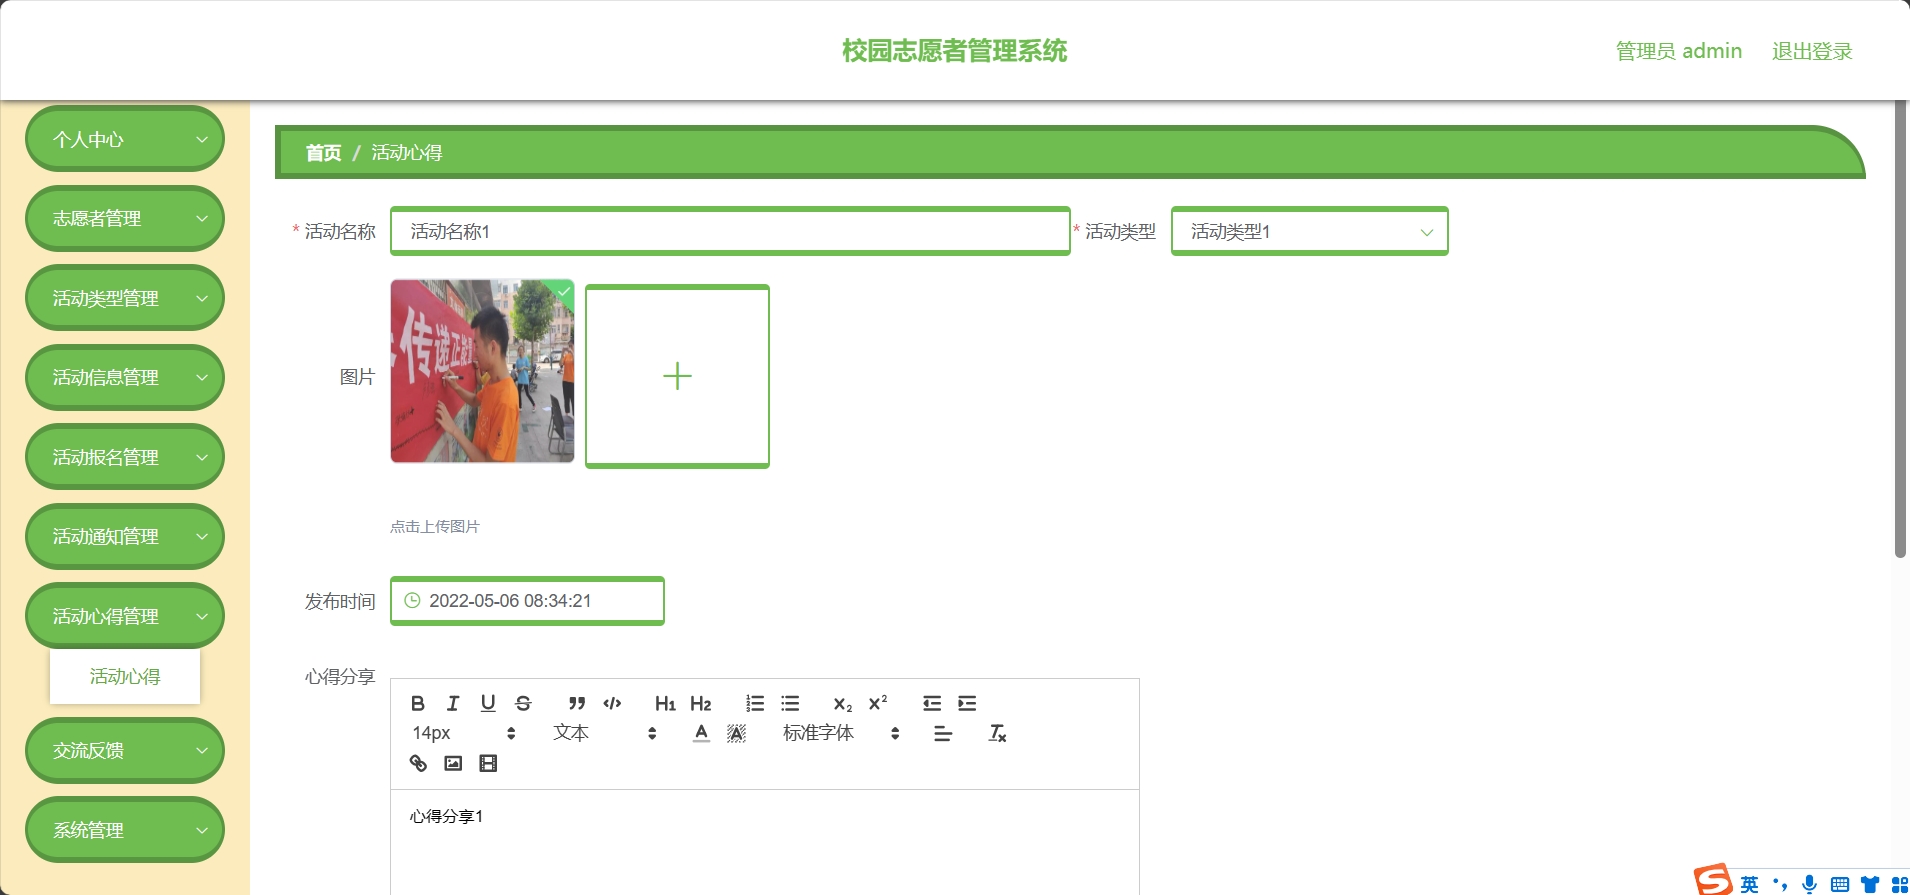 校园志愿者管理系统
管理员 admin 退出登录
个人中心
志愿者管理
活动类型管理
活动信息管理
活动报名管理
活动通知管理
活动心得管理
活动心得
交流反馈
系统管理
首页 / 活动心得
* 活动名称 活动名称1 * 活动类型 活动类型1
图片
传递正能量
点击上传图片
发布时间 2022-05-06 08:34:21
心得分享
B I U S H1 H2 X2 X2
14px 文本 A A 标准字体 Tx
心得分享1
S 英